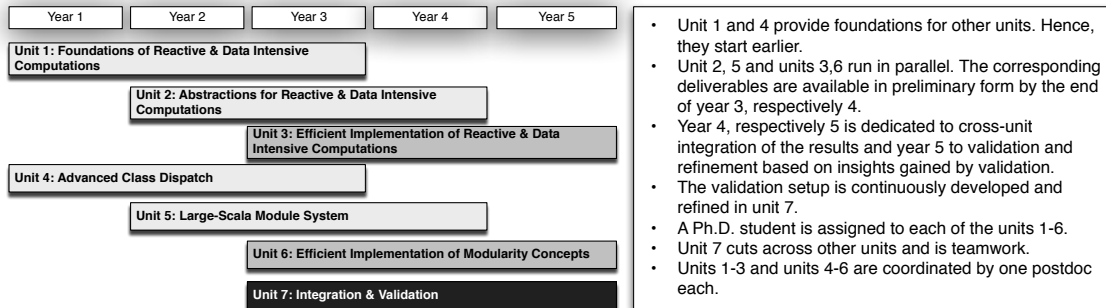 Year 1
Year 2
Year 3
Year 4
Year 5
Unit 1: Foundations of Reactive & Data Intensive
Computations
Unit 2: Abstractions for Reactive & Data Intensive
Computations
Unit 3: Efficient Implementation of Reactive & Data
Intensive Computations
Unit 4: Advanced Class Dispatch
Unit 5: Large-Scala Module System
Unit 6: Efficient Implementation of Modularity Concepts
Unit 7: Integration & Validation
• Unit 1 and 4 provide foundations for other units. Hence,
they start earlier.
• Unit 2, 5 and units 3,6 run in parallel. The corresponding
deliverables are available in preliminary form by the end
of year 3, respectively 4.
• Year 4, respectively 5 is dedicated to cross-unit
integration of the results and year 5 to validation and
refinement based on insights gained by validation.
• The validation setup is continuously developed and
refined in unit 7.
• A Ph.D. student is assigned to each of the units 1-6.
• Unit 7 cuts across other units and is teamwork.
• Units 1-3 and units 4-6 are coordinated by one postdoc
each.